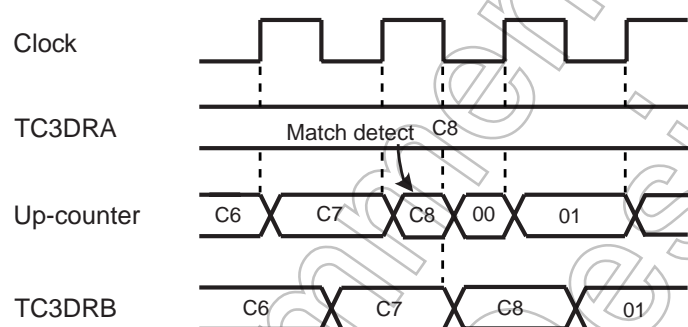 Clock
TC3DRA
C8
Match detect
Up-counter
C6 C7 C8 00 01
TC3DRB
C6 C7 C8 01